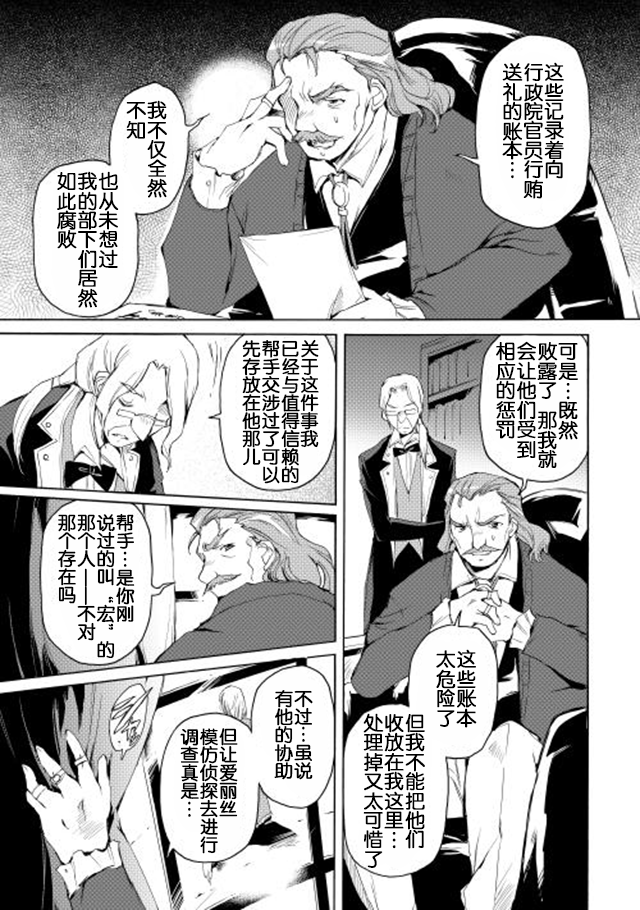 这些记录着向
行政院官员行贿
送礼的账本…
我不仅全然
不知
也从未想过
我的部下们居然
如此腐败
可是…既然
败露了 那我就
会让他们受到
相应的惩罚
这些账本
太危险了
但我不能把他们
收放在我这里…
处理掉又太可惜了
关于这件事我
已经与值得信赖的
帮手交涉过了可以
先存放在他那儿
帮手…是你刚
说过的叫“宏”的
那个人——不对
那个存在吗
不过…虽说
有他的协助
但让爱丽丝
模仿侦探去进行
调查真是…